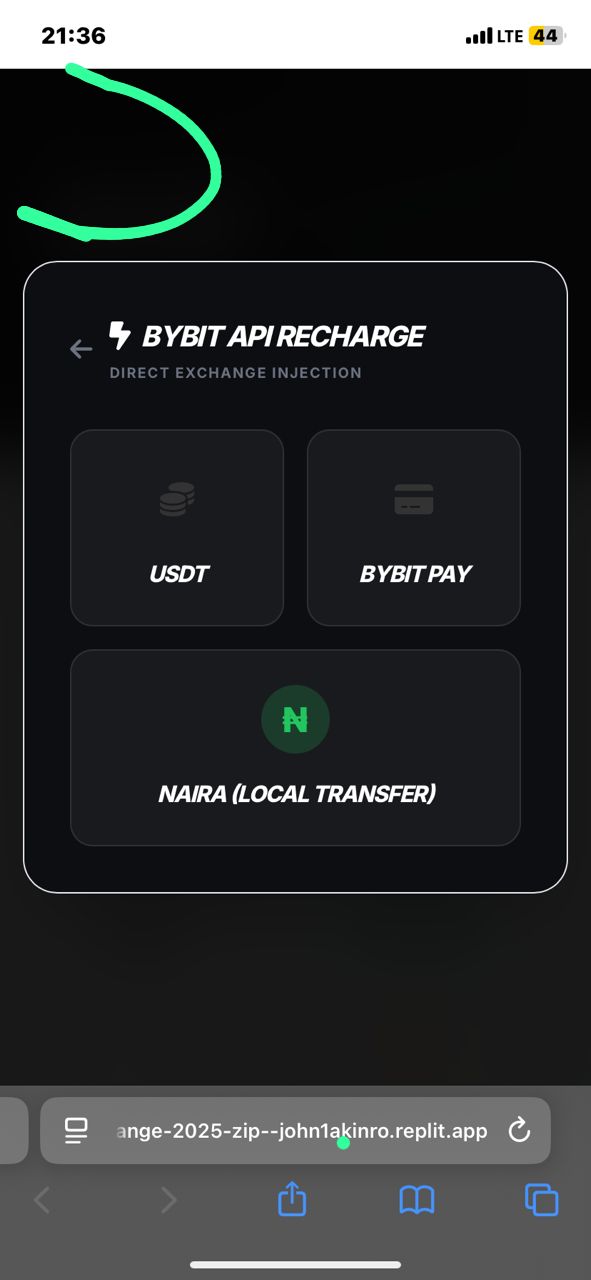 21:36
LTE 44
BYBIT API RECHARGE
DIRECT EXCHANGE INJECTION
USDT
BYBIT PAY
₦
NAIRA (LOCAL TRANSFER)
ange-2025-zip--john1akinro.replit.app